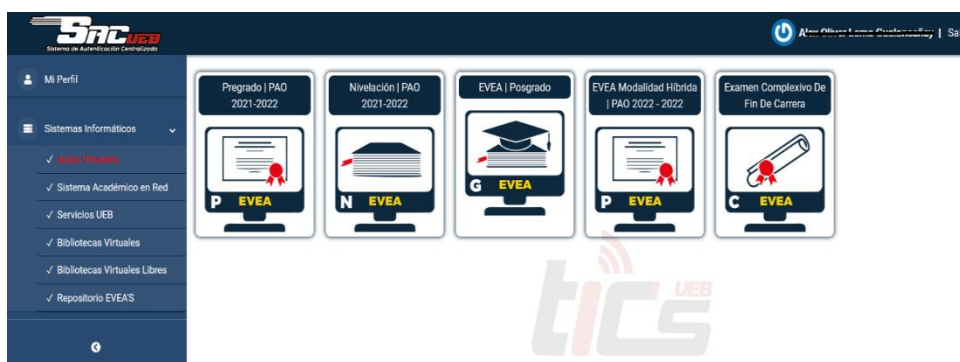 SACUEB
Sistema de Autenticación Centralizado
| Sa
Mi Perfil
Sistemas Informáticos
✓ Aulas Virtuales
✓ Sistema Académico en Red
✓ Servicios UEB
✓ Bibliotecas Virtuales
✓ Bibliotecas Virtuales Libres
✓ Repositorio EVEA'S
Pregrado | PAO
2021-2022
P EVEA
Nivelación | PAO
2021-2022
N EVEA
EVEA | Posgrado
G EVEA
EVEA Modalidad Híbrida
| PAO 2022 - 2022
P EVEA
Examen Complexivo De
Fin De Carrera
C EVEA
tics UEB